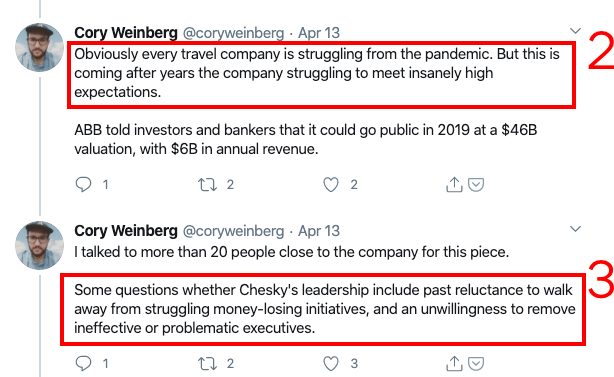 Cory Weinberg @coryweinberg · Apr 13
Obviously every travel company is struggling from the pandemic. But this is
coming after years the company struggling to meet insanely high
expectations.
2
ABB told investors and bankers that it could go public in 2019 at a $46B
valuation, with $6B in annual revenue.
1 2 2
Cory Weinberg @coryweinberg · Apr 13
I talked to more than 20 people close to the company for this piece.
Some questions whether Chesky's leadership include past reluctance to walk
away from struggling money-losing initiatives, and an unwillingness to remove
ineffective or problematic executives.
3
1 2 3